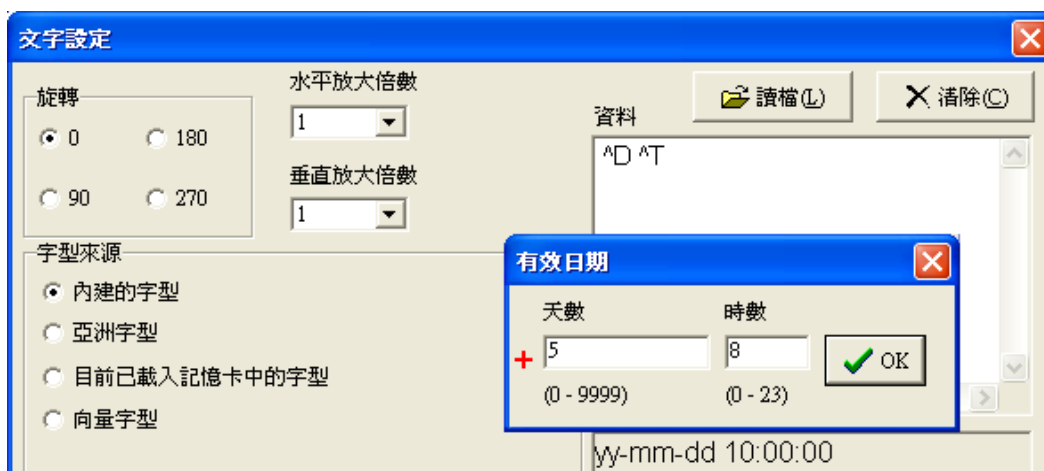 文字設定
旋轉
0
180
90
270
水平放大倍數
1
垂直放大倍數
1
讀檔(L)
清除(C)
資料
^D ^T
字型來源
內建的字型
亞洲字型
目前已載入記憶卡中的字型
向量字型
有效日期
天數
時數
+
5
8
OK
(0 - 9999)
(0 - 23)
yy-mm-dd 10:00:00